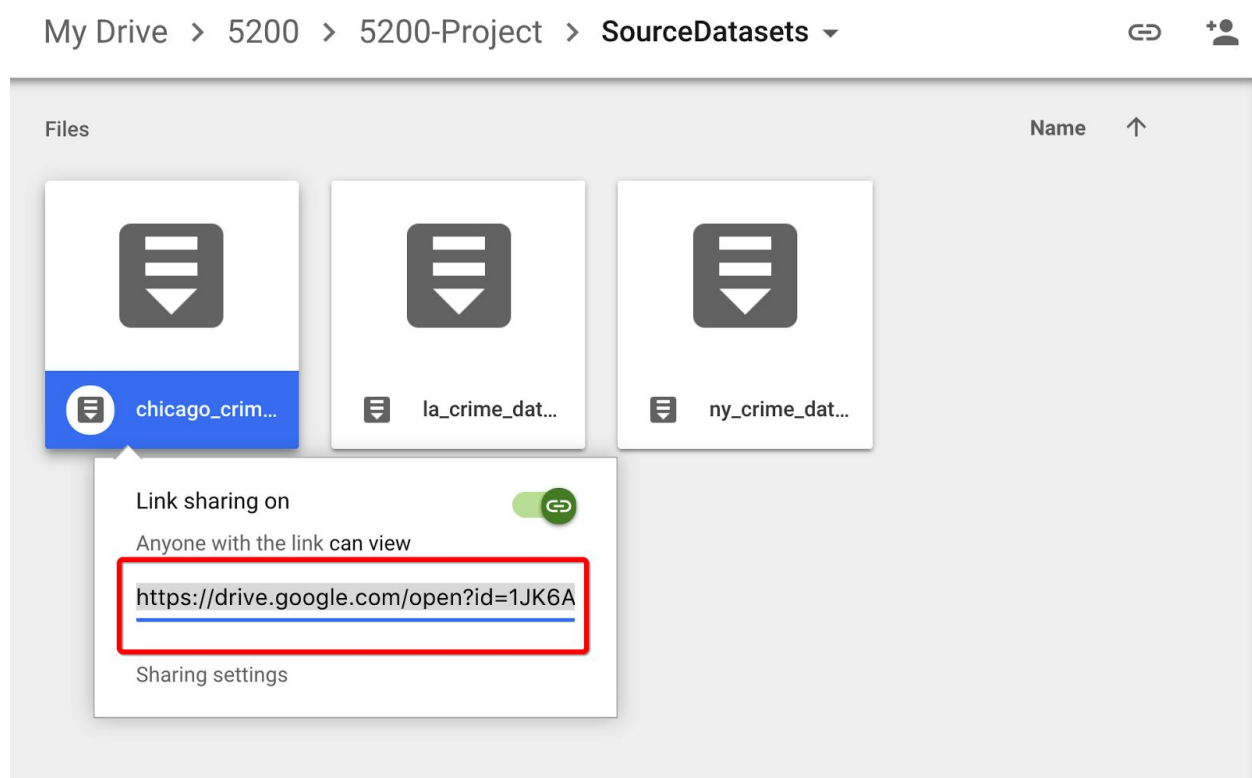 My Drive > 5200 > 5200-Project > SourceDatasets
Files
Name
chicago_crim...
la_crime_dat...
ny_crime_dat...
Link sharing on
Anyone with the link can view
https://drive.google.com/open?id=1JK6A
Sharing settings